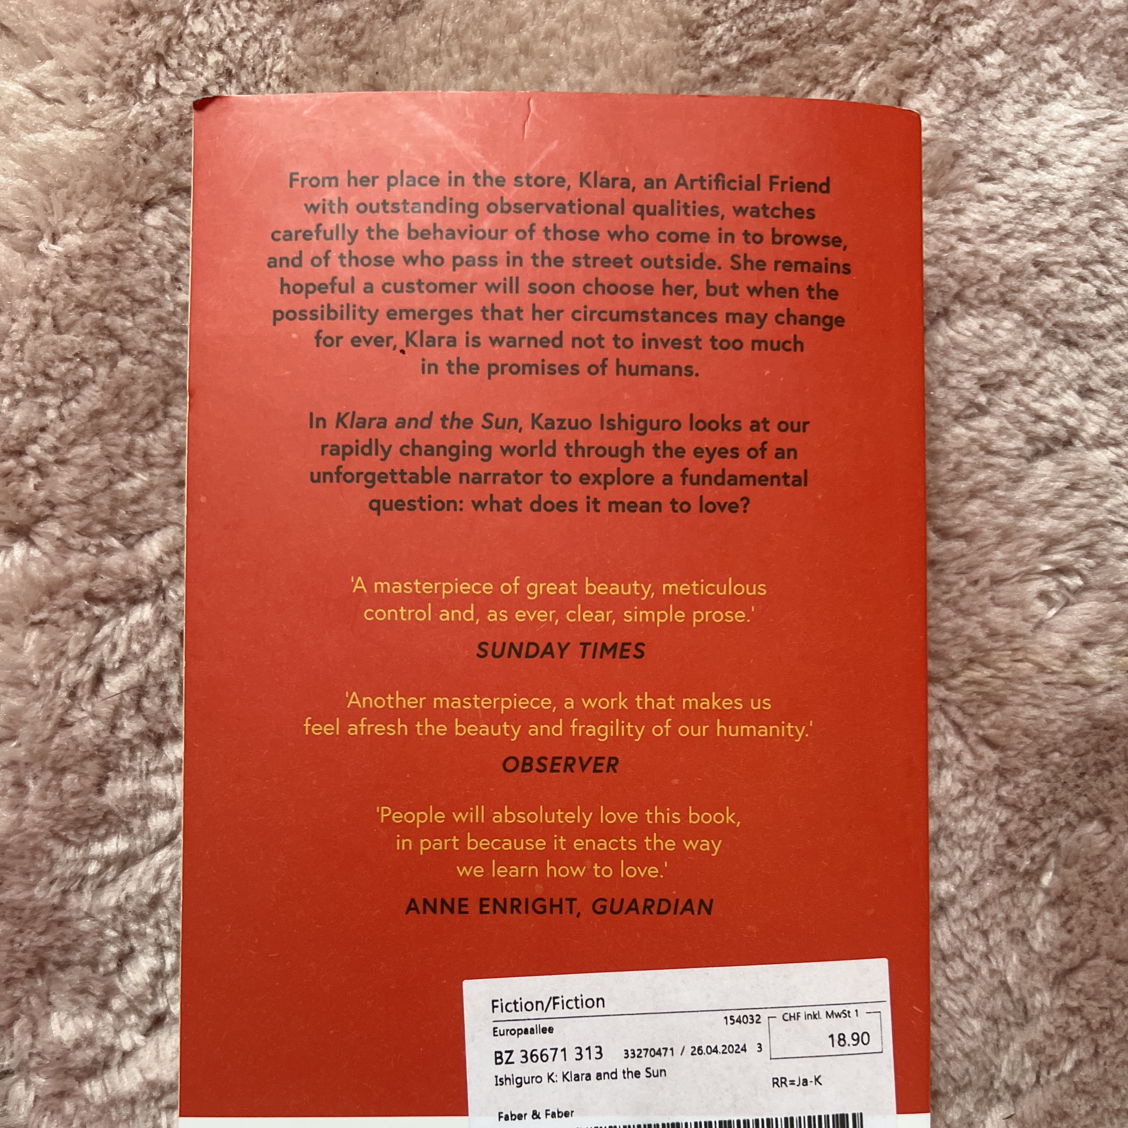 From her place in the store, Klara, an Artificial Friend
with outstanding observational qualities, watches
carefully the behaviour of those who come in to browse,
and of those who pass in the street outside. She remains
hopeful a customer will soon choose her, but when the
possibility emerges that her circumstances may change
for ever, Klara is warned not to invest too much
in the promises of humans.
In Klara and the Sun, Kazuo Ishiguro looks at our
rapidly changing world through the eyes of an
unforgettable narrator to explore a fundamental
question: what does it mean to love?
'A masterpiece of great beauty, meticulous
control and, as ever, clear, simple prose.'
SUNDAY TIMES
'Another masterpiece, a work that makes us
feel afresh the beauty and fragility of our humanity.'
OBSERVER
'People will absolutely love this book,
in part because it enacts the way
we learn how to love.'
ANNE ENRIGHT, GUARDIAN
Fiction/Fiction
Europaallee 154032 CHF inkl. MwSt 1
BZ 36671 313 33270471 / 26.04.2024 3 18.90
Ishiguro K: Klara and the Sun RR=Ja-K
Faber & Faber